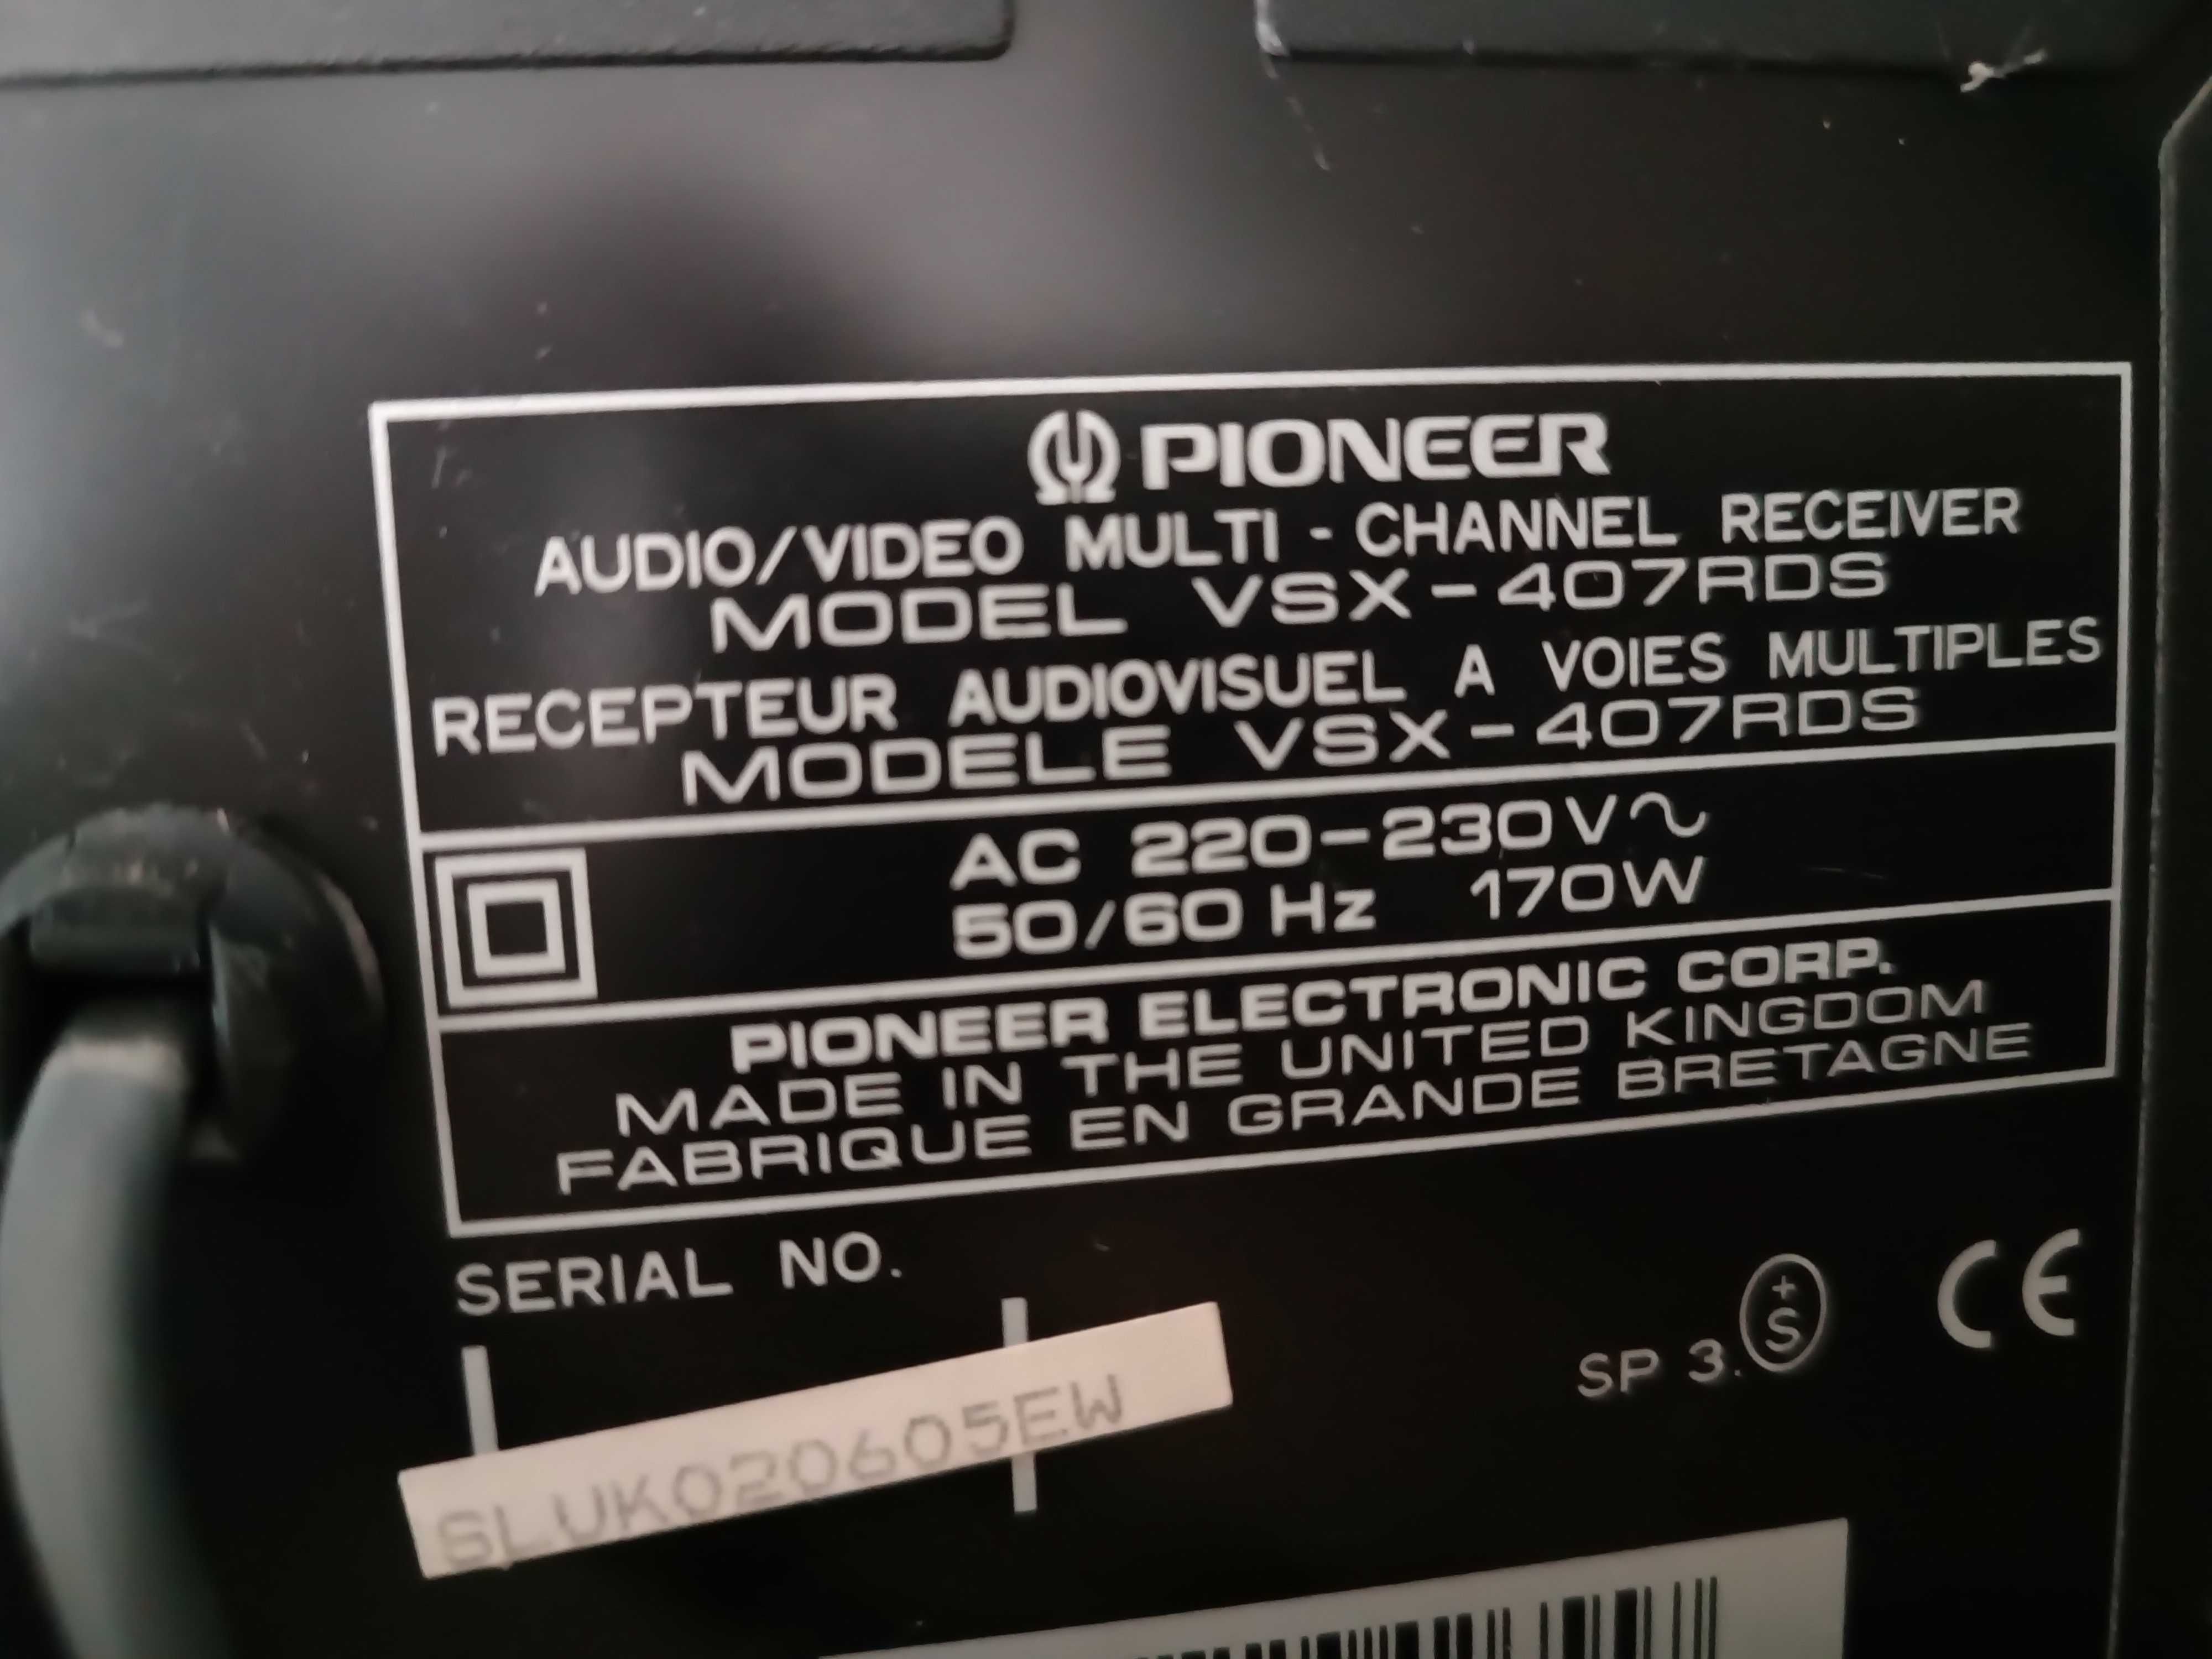 PIONEER
AUDIO/VIDEO MULTI - CHANNEL RECEIVER
MODEL VSX-407RDS
RECEPTEUR AUDIOVISUEL A VOIES MULTIPLES
MODELE VSX-407RDS
AC 220-230V~
50/60 Hz 170W
PIONEER ELECTRONIC CORP.
MADE IN THE UNITED KINGDOM
FABRIQUE EN GRANDE BRETAGNE
SERIAL NO.
SLUK020605EW
SP 3. +S
CE